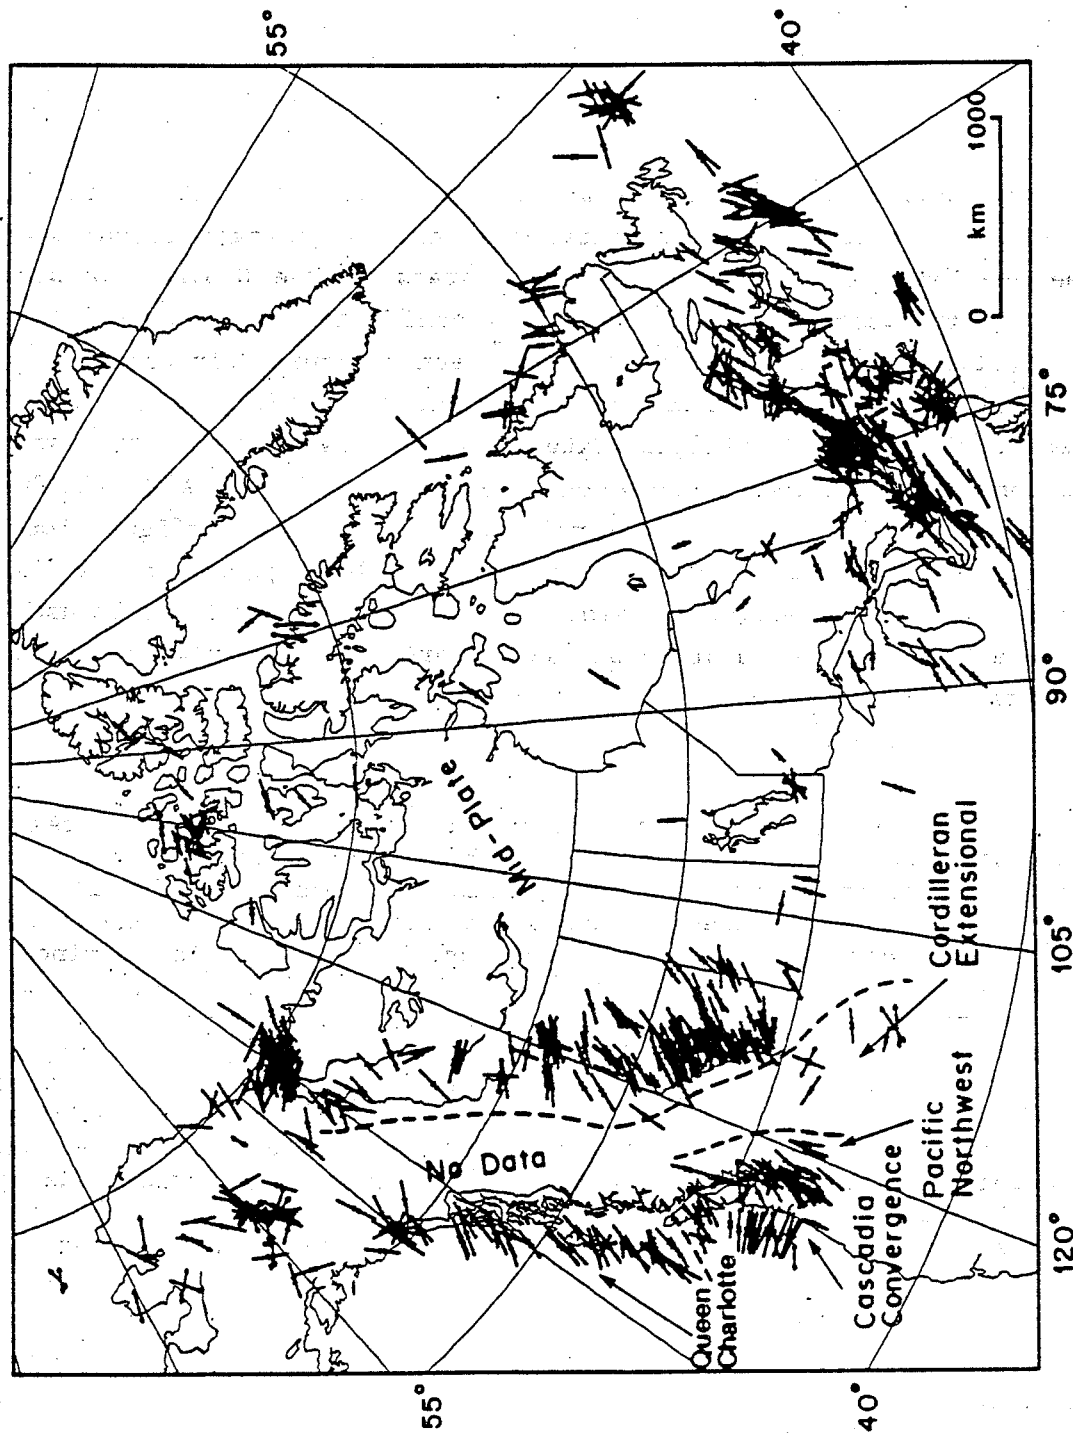 55°
40°
0 km 1000
Mid-Plate
No Data
Cordilleran
Extensional
Pacific
Northwest
Cascadia
Convergence
Queen
Charlotte
75°
90°
105°
120°
55°
40°